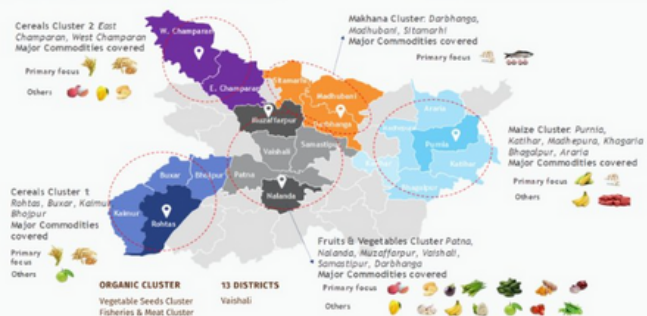 Cereals Cluster 2 East
Champaran, West Champaran
Major Commodities covered
Primary focus
Others
W. Champaran
E. Champaran
Makhana Cluster: Darbhanga,
Madhubani, Sitamarhi
Major Commodities covered
Primary focus
Sitamarhi
Madhubani
Darbhanga
Muzaffarpur
Vaishali
Samastipur
Patna
Nalanda
Araria
Purnia
Katihar
Bhagalpur
Maize Cluster: Purnia,
Katihar, Madhepura, Khagaria
Bhagalpur, Araria
Major Commodities covered
Primary focus
Others
Cereals Cluster 1
Rohtas, Buxar, Kaimur
Bhojpur
Major Commodities
covered
Primary
focus
Others
Buxar
Bhojpur
Kaimur
Rohtas
Fruits & Vegetables Cluster Patna,
Nalanda, Muzaffarpur, Vaishali,
Samastipur, Darbhanga
Major Commodities covered
Primary focus
Others
ORGANIC CLUSTER
Vegetable Seeds Cluster
Fisheries & Meat Cluster
13 DISTRICTS
Vaishali